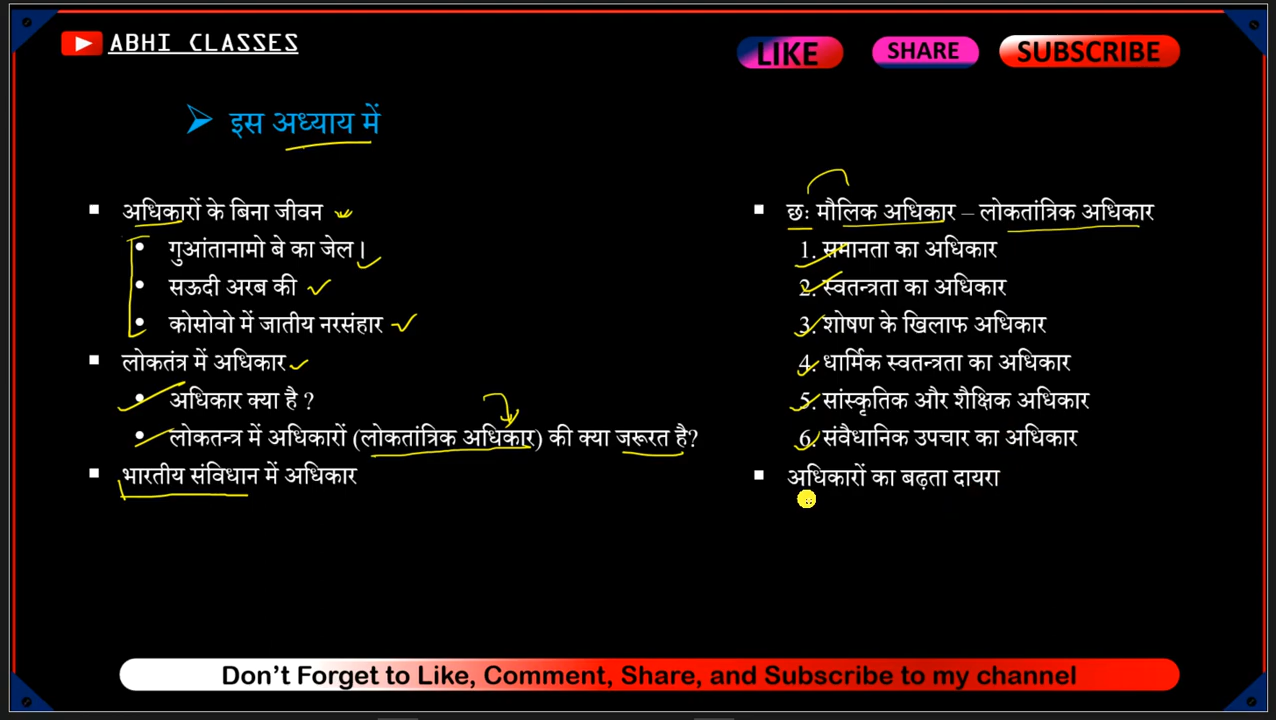 ABHI CLASSES
LIKE
SHARE
SUBSCRIBE
इस अध्याय में
अधिकारों के बिना जीवन
गुआंतानामो बे का जेल।
सऊदी अरब की
कोसोवो में जातीय नरसंहार
लोकतंत्र में अधिकार
अधिकार क्या है ?
लोकतन्त्र में अधिकारों (लोकतांत्रिक अधिकार) की क्या जरूरत है?
भारतीय संविधान में अधिकार
छः मौलिक अधिकार – लोकतांत्रिक अधिकार
1. समानता का अधिकार
2. स्वतन्त्रता का अधिकार
3. शोषण के खिलाफ अधिकार
4. धार्मिक स्वतन्त्रता का अधिकार
5. सांस्कृतिक और शैक्षिक अधिकार
6. संवैधानिक उपचार का अधिकार
अधिकारों का बढ़ता दायरा
Don't Forget to Like, Comment, Share, and Subscribe to my channel